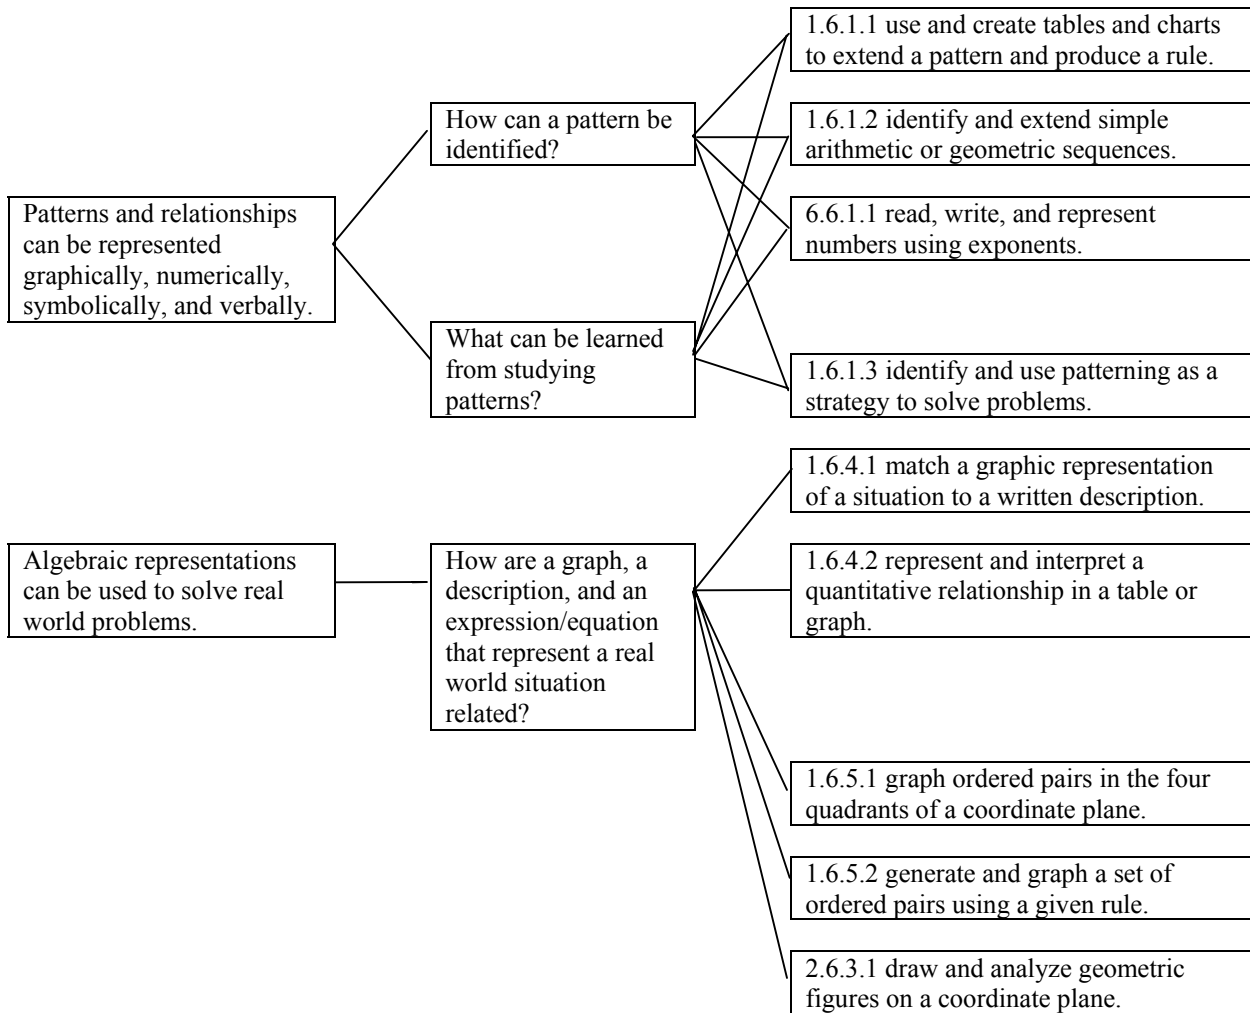 Patterns and relationships
can be represented
graphically, numerically,
symbolically, and verbally.
How can a pattern be
identified?
What can be learned
from studying
patterns?
1.6.1.1 use and create tables and charts
to extend a pattern and produce a rule.
1.6.1.2 identify and extend simple
arithmetic or geometric sequences.
6.6.1.1 read, write, and represent
numbers using exponents.
1.6.1.3 identify and use patterning as a
strategy to solve problems.
Algebraic representations
can be used to solve real
world problems.
How are a graph, a
description, and an
expression/equation
that represent a real
world situation
related?
1.6.4.1 match a graphic representation
of a situation to a written description.
1.6.4.2 represent and interpret a
quantitative relationship in a table or
graph.
1.6.5.1 graph ordered pairs in the four
quadrants of a coordinate plane.
1.6.5.2 generate and graph a set of
ordered pairs using a given rule.
2.6.3.1 draw and analyze geometric
figures on a coordinate plane.